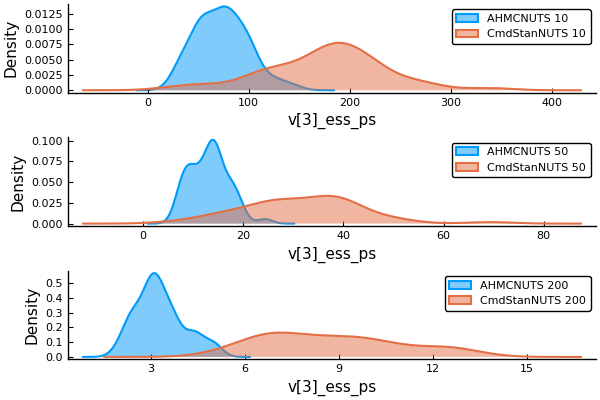 0.0125
0.0100
0.0075
0.0050
0.0025
0.0000
Density
AHMCNUTS 10
CmdStanNUTS 10
0 100 200 300 400
v[3]_ess_ps
0.100
0.075
0.050
0.025
0.000
Density
AHMCNUTS 50
CmdStanNUTS 50
0 20 40 60 80
v[3]_ess_ps
0.5
0.4
0.3
0.2
0.1
0.0
Density
AHMCNUTS 200
CmdStanNUTS 200
3 6 9 12 15
v[3]_ess_ps